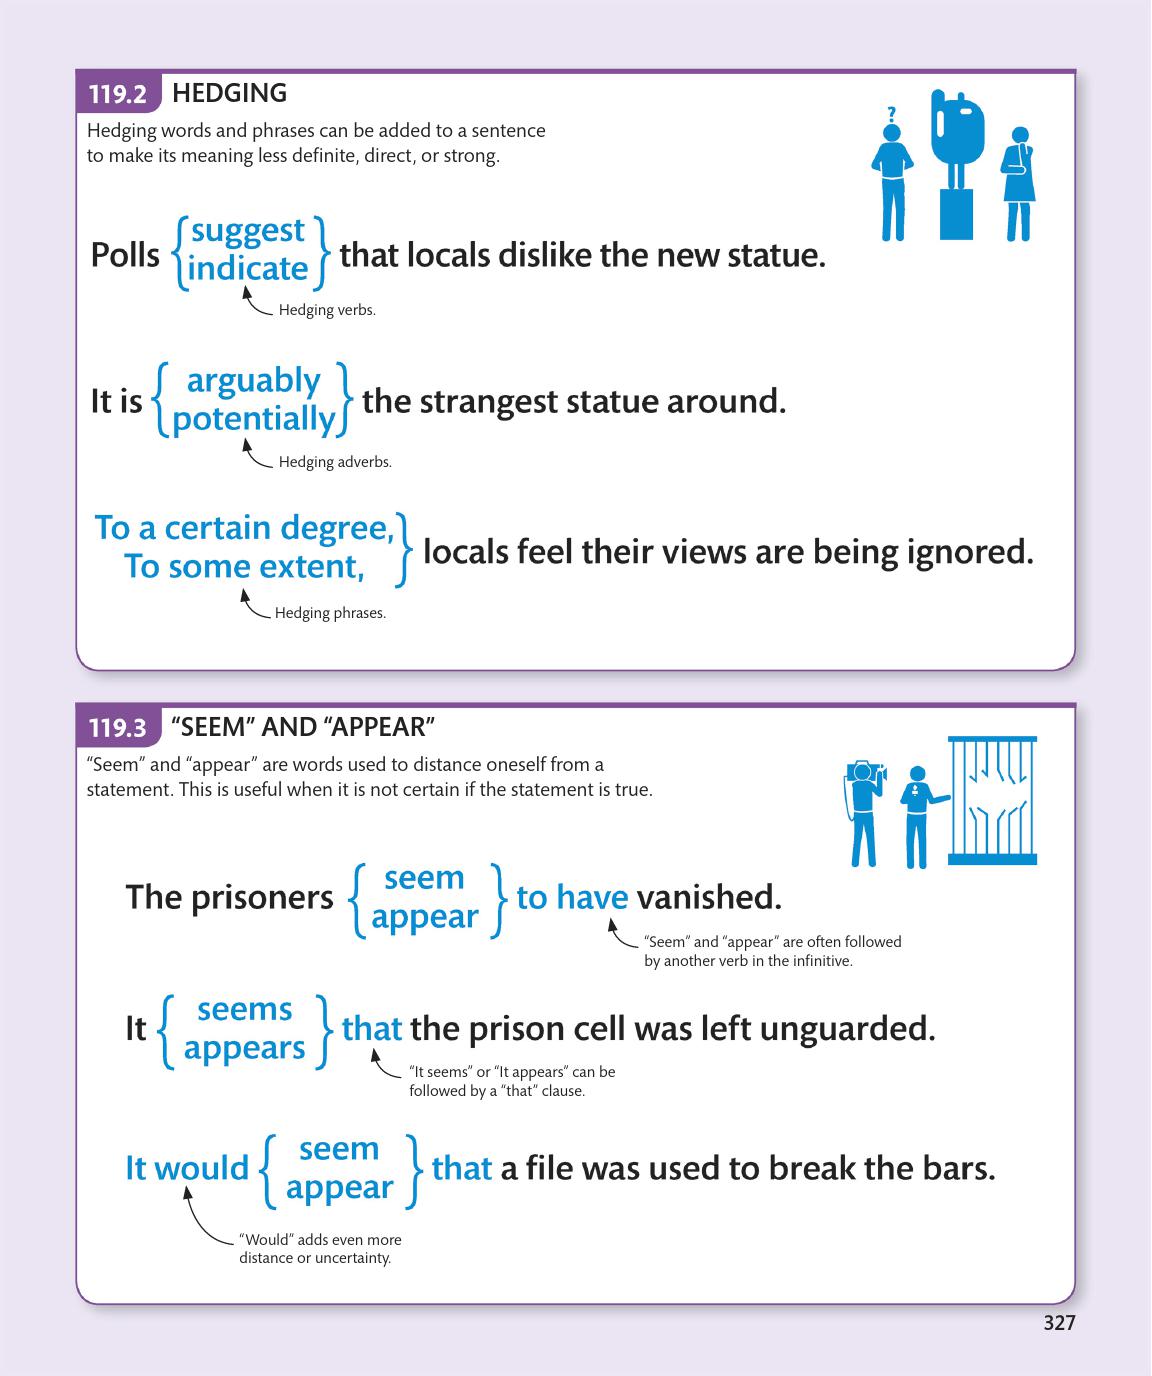 119.2 HEDGING
Hedging words and phrases can be added to a sentence
to make its meaning less definite, direct, or strong.
?
Polls { suggest
indicate } that locals dislike the new statue.
Hedging verbs.
It is { arguably
potentially } the strangest statue around.
Hedging adverbs.
To a certain degree,
To some extent, } locals feel their views are being ignored.
Hedging phrases.
119.3 “SEEM” AND “APPEAR”
“Seem” and “appear” are words used to distance oneself from a
statement. This is useful when it is not certain if the statement is true.
The prisoners { seem
appear } to have vanished.
“Seem” and “appear” are often followed
by another verb in the infinitive.
It { seems
appears } that the prison cell was left unguarded.
“It seems” or “It appears” can be
followed by a “that” clause.
It would { seem
appear } that a file was used to break the bars.
“Would” adds even more
distance or uncertainty.
327